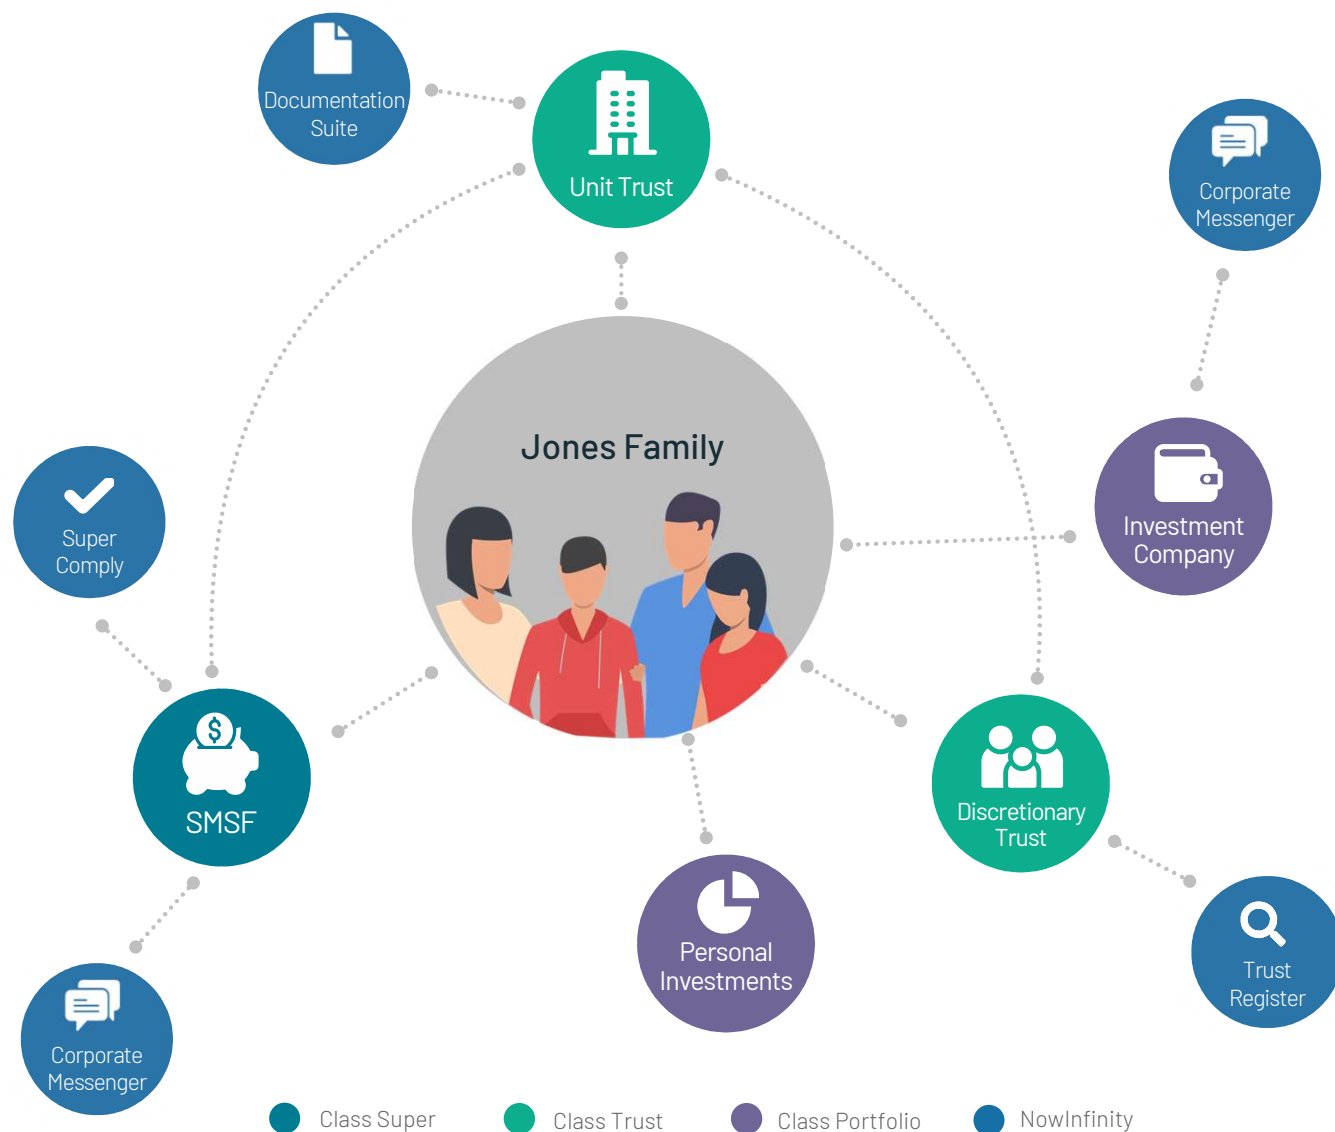 Documentation
Suite
Unit Trust
Corporate
Messenger
Jones Family
Investment
Company
Super
Comply
SMSF
Discretionary
Trust
Personal
Investments
Trust
Register
Corporate
Messenger
Class Super
Class Trust
Class Portfolio
NowInfinity